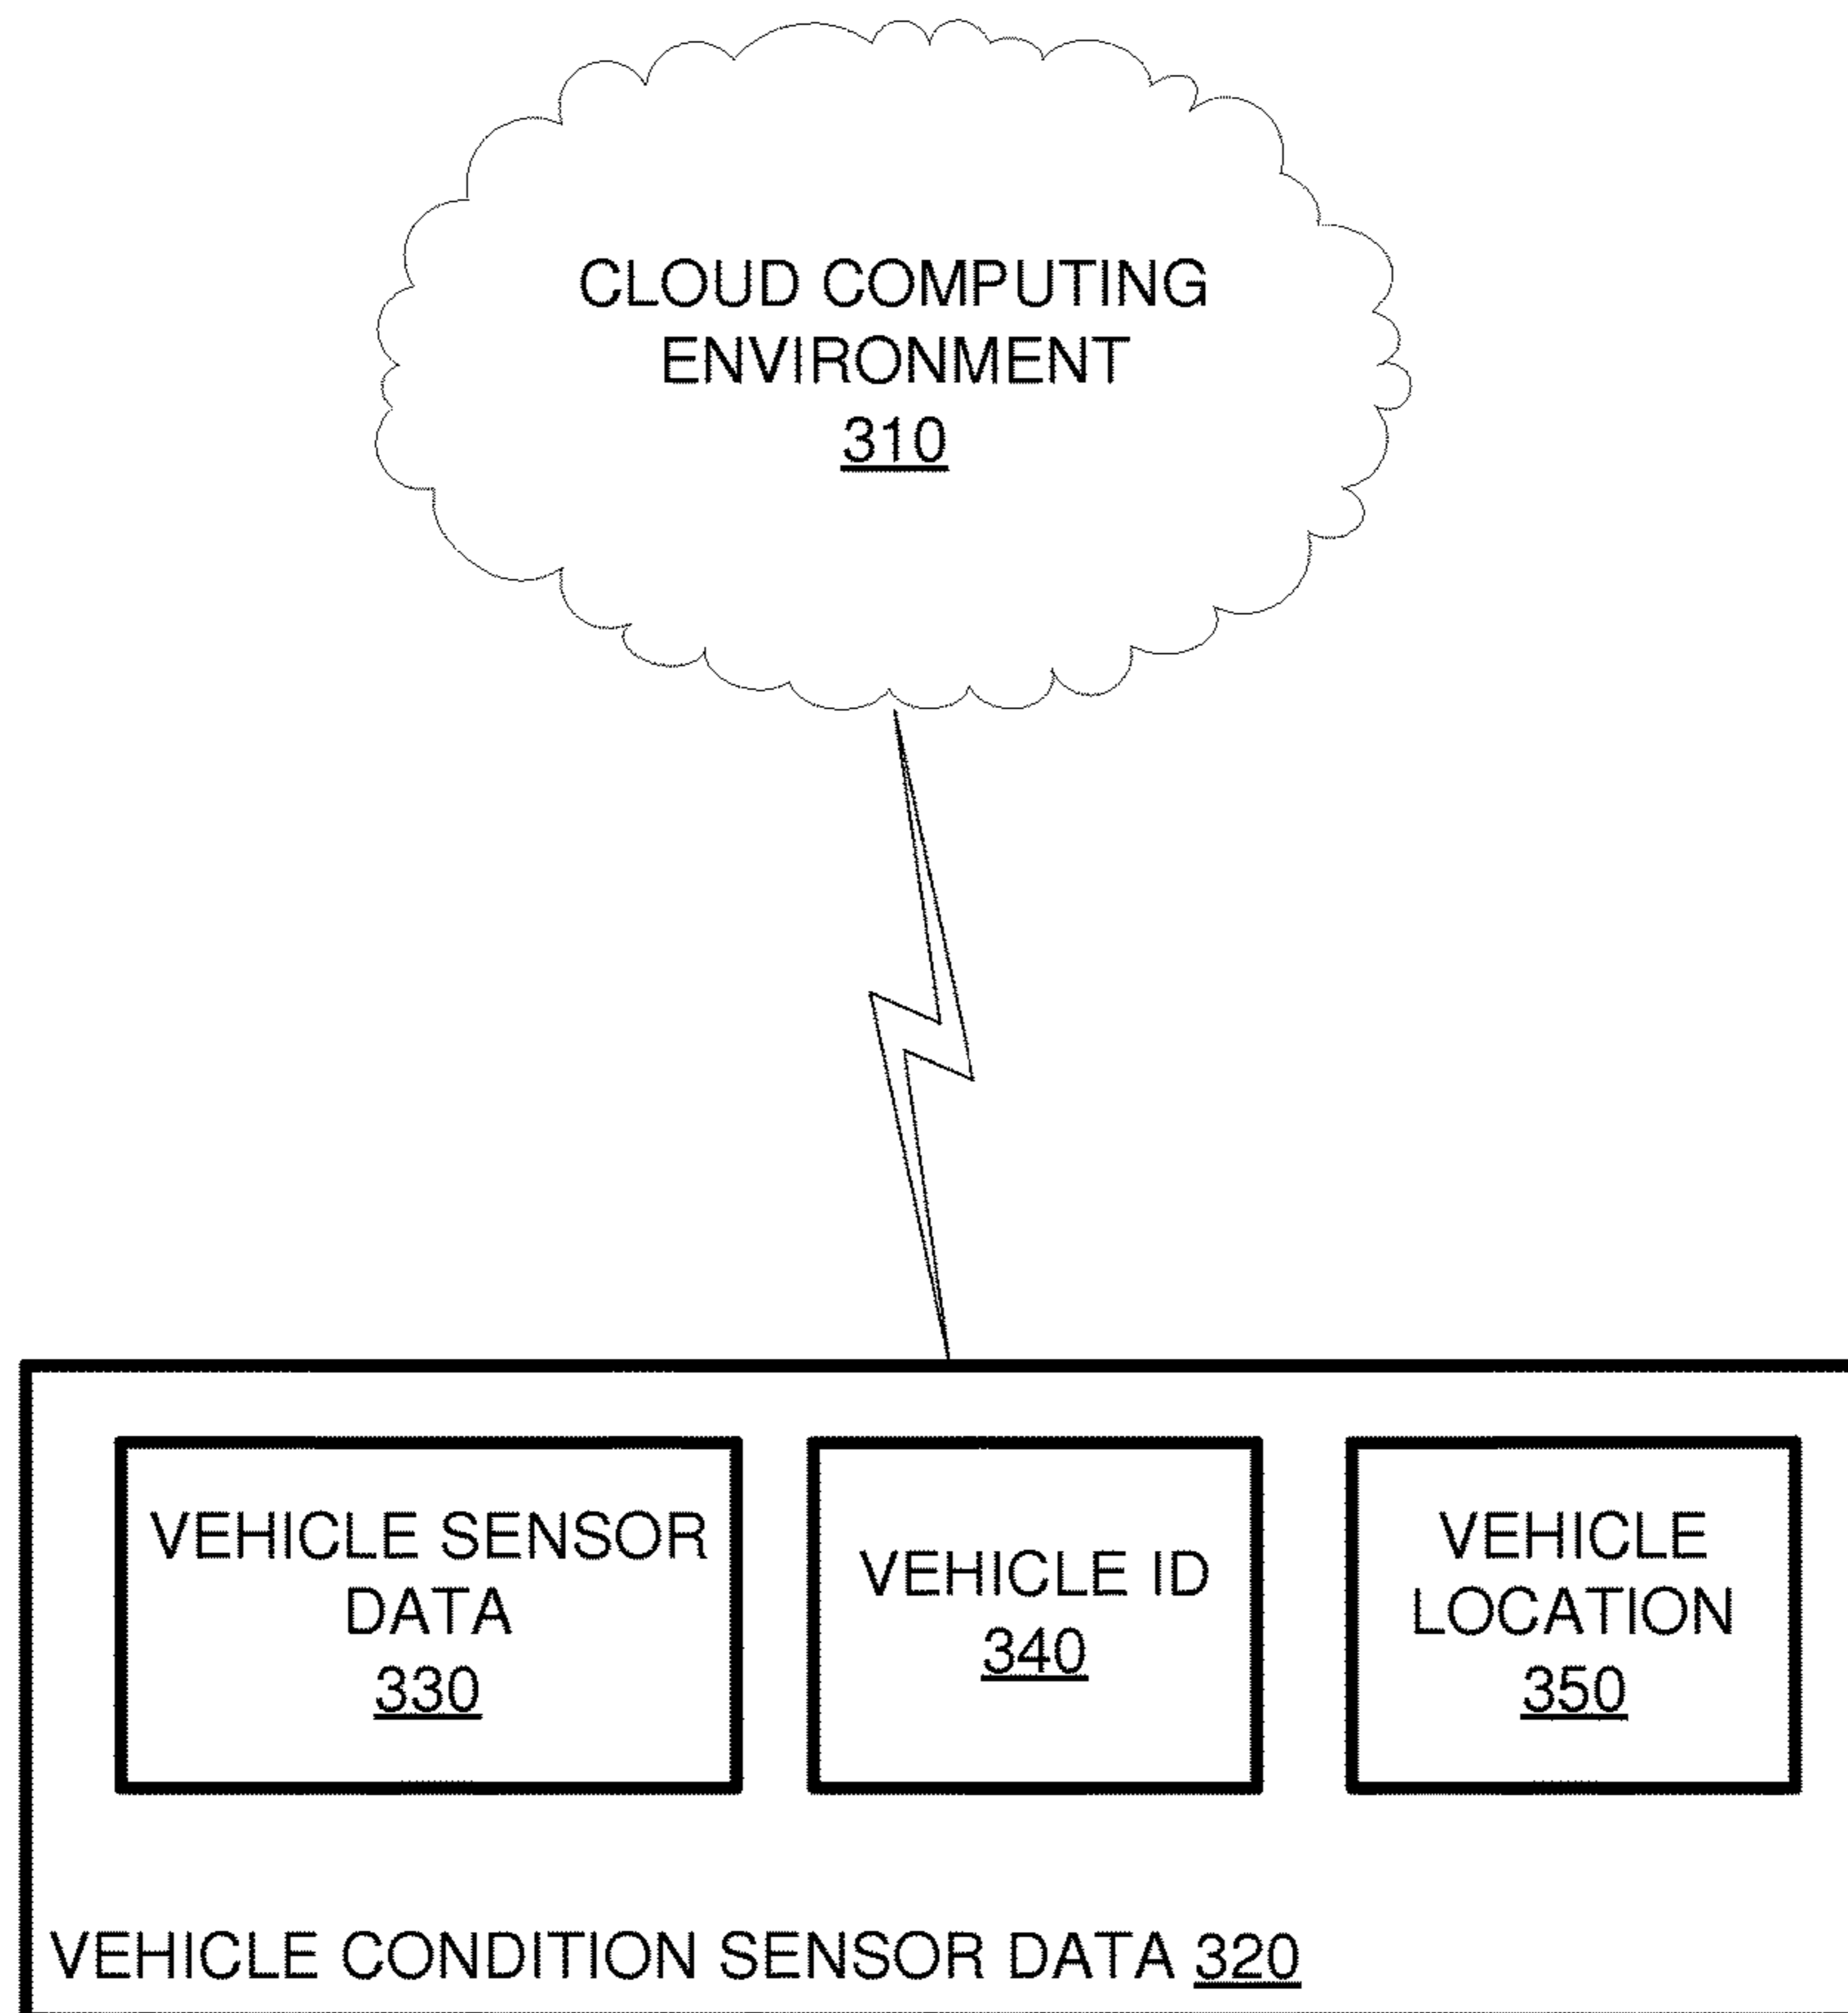 CLOUD COMPUTING
ENVIRONMENT
310
VEHICLE SENSOR
DATA
330
VEHICLE ID
340
VEHICLE
LOCATION
350
VEHICLE CONDITION SENSOR DATA 320